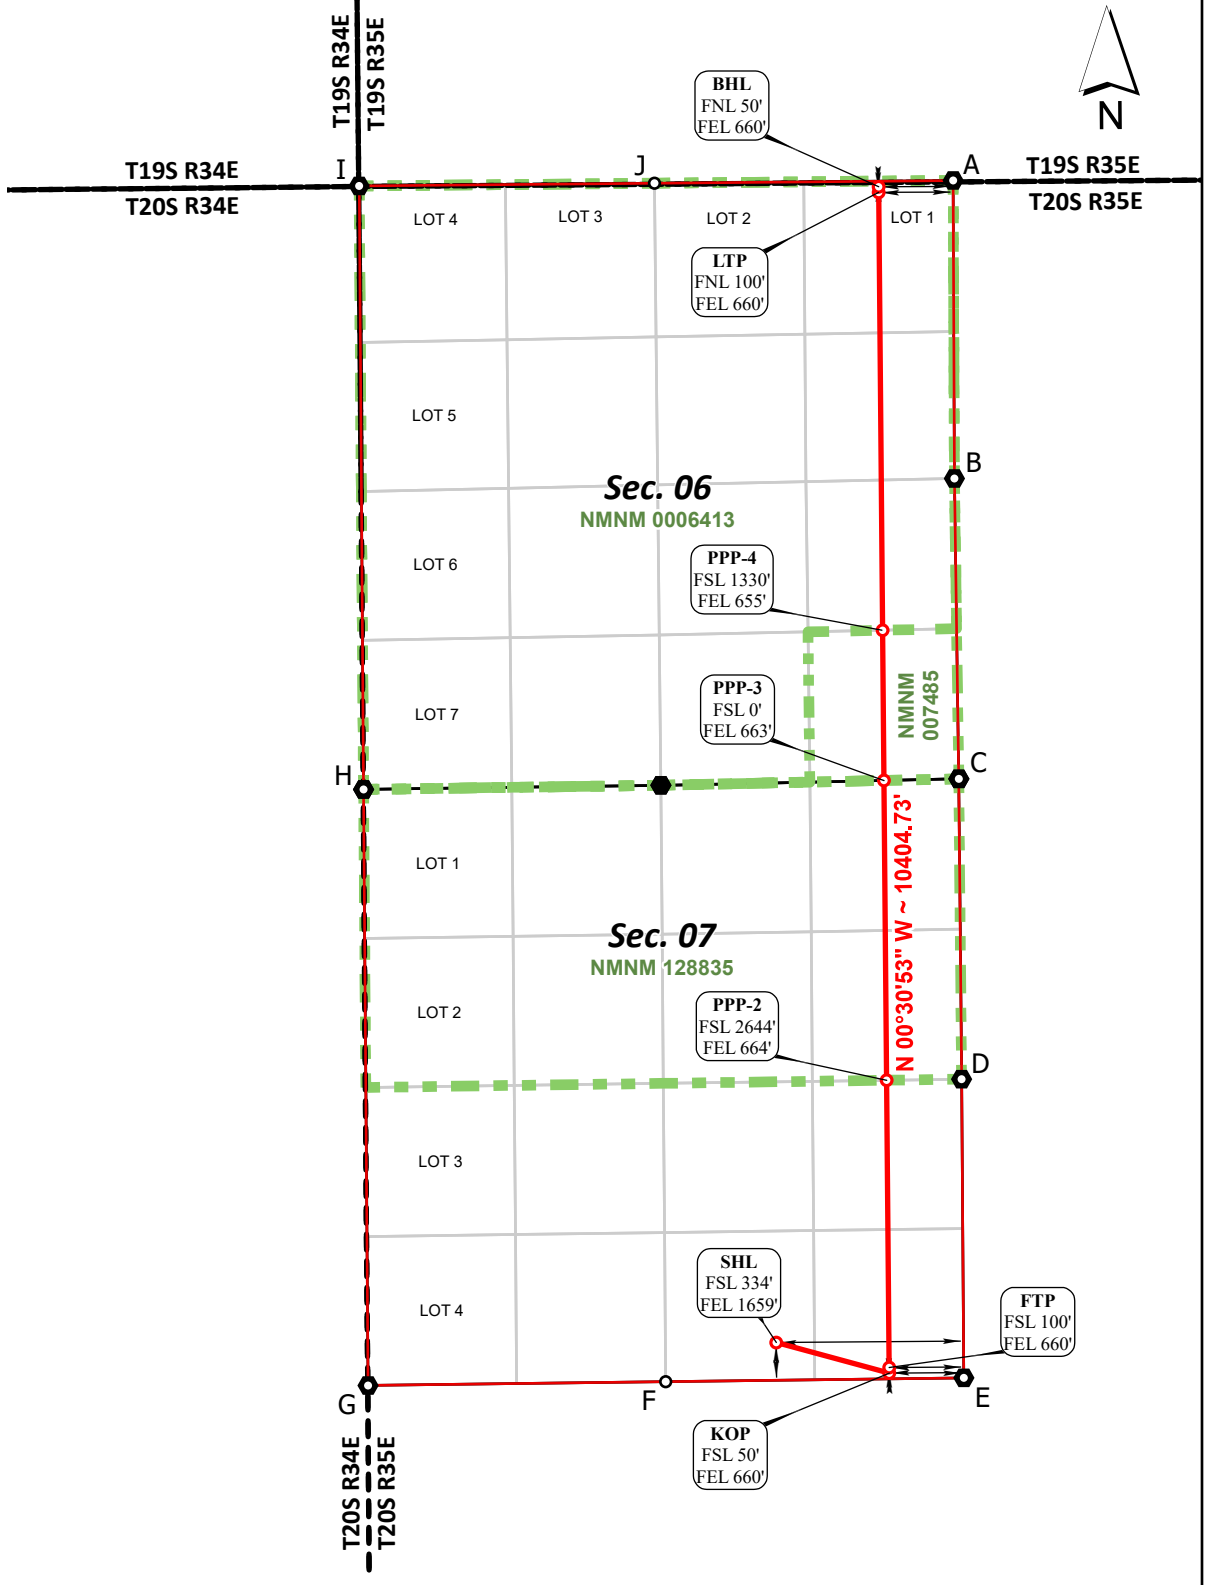 T19S R34E
T19S R35E
BHL
FNL 50'
FEL 660'
N
I
J
A
T19S R34E
T20S R34E
T19S R35E
T20S R35E
LOT 4
LOT 3
LOT 2
LOT 1
LTP
FNL 100'
FEL 660'
LOT 5
B
Sec. 06
NMNM 0006413
LOT 6
PPP-4
FSL 1330'
FEL 655'
PPP-3
FSL 0'
FEL 663'
NMNM
007485
LOT 7
H
C
LOT 1
N 00°30'53" W ~ 10404.73'
Sec. 07
NMNM 128835
LOT 2
PPP-2
FSL 2644'
FEL 664'
D
LOT 3
SHL
FSL 334'
FEL 1659'
LOT 4
FTP
FSL 100'
FEL 660'
G
F
E
KOP
FSL 50'
FEL 660'
T20S R34E
T20S R35E